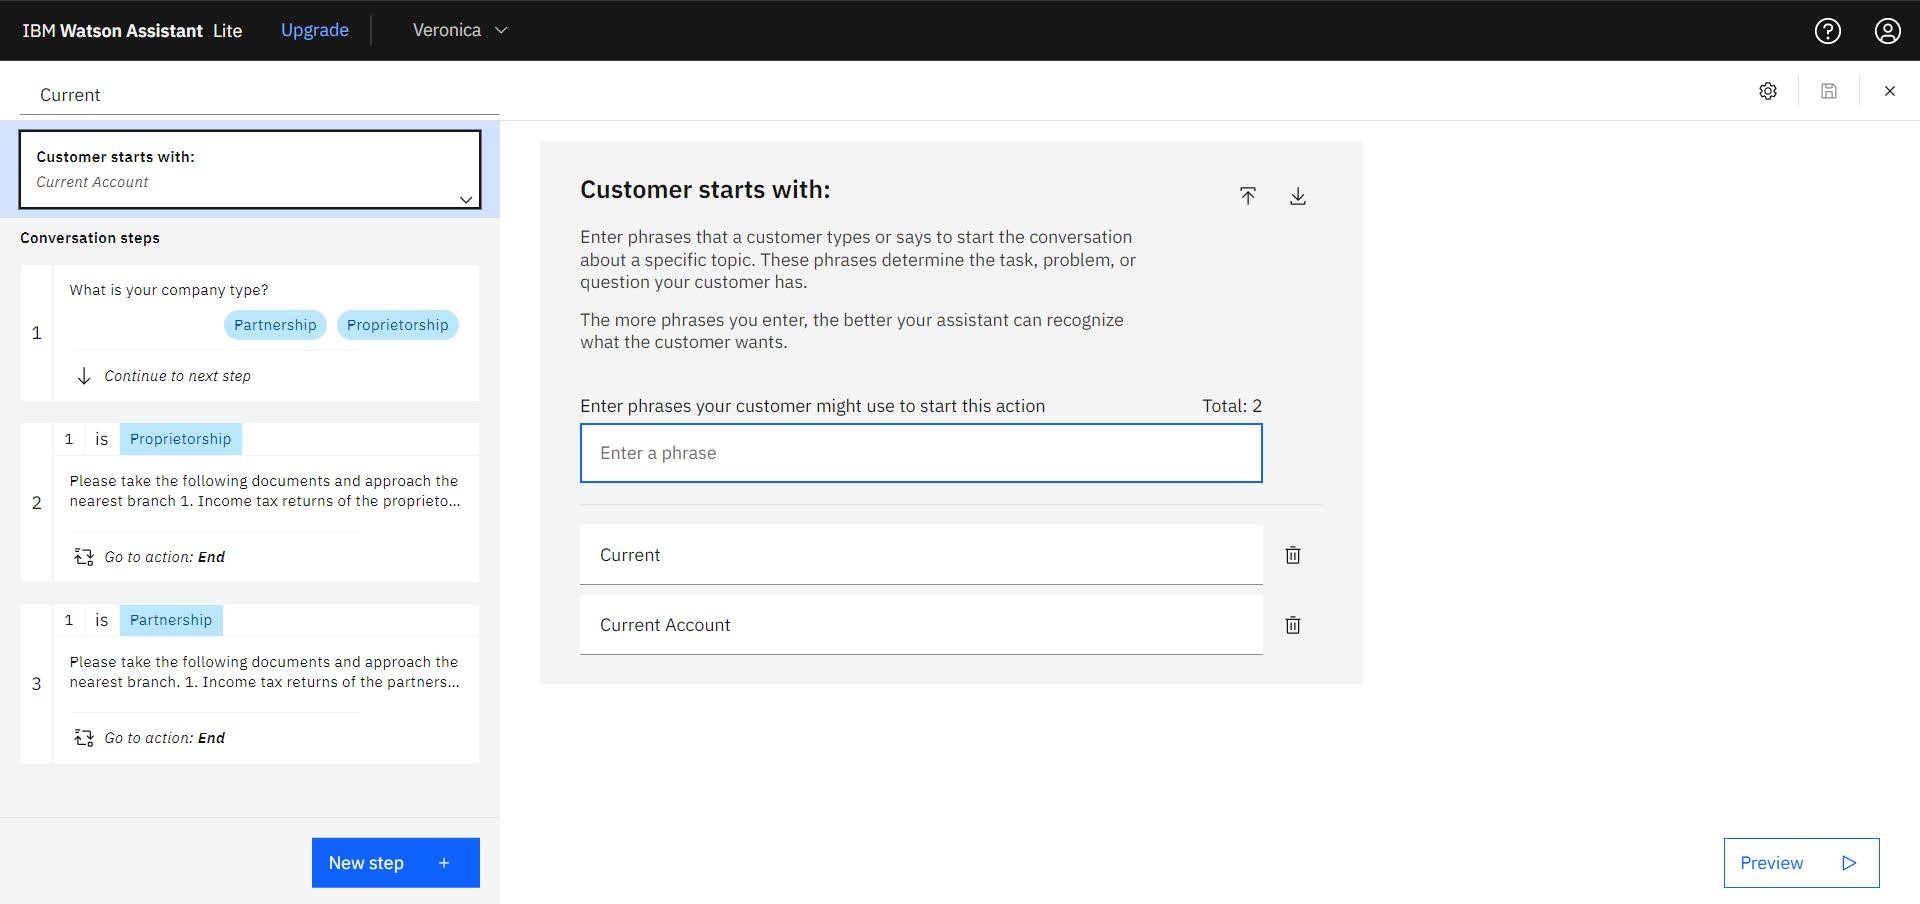 IBM Watson Assistant Lite Upgrade Veronica
Current
Customer starts with:
Current Account
Conversation steps
1
What is your company type?
Partnership Proprietorship
Continue to next step
2
1 is Proprietorship
Please take the following documents and approach the
nearest branch 1. Income tax returns of the proprieto...
Go to action: End
3
1 is Partnership
Please take the following documents and approach the
nearest branch. 1. Income tax returns of the partners...
Go to action: End
New step +
Customer starts with:
Enter phrases that a customer types or says to start the conversation
about a specific topic. These phrases determine the task, problem, or
question your customer has.
The more phrases you enter, the better your assistant can recognize
what the customer wants.
Enter phrases your customer might use to start this action Total: 2
Enter a phrase
Current
Current Account
Preview